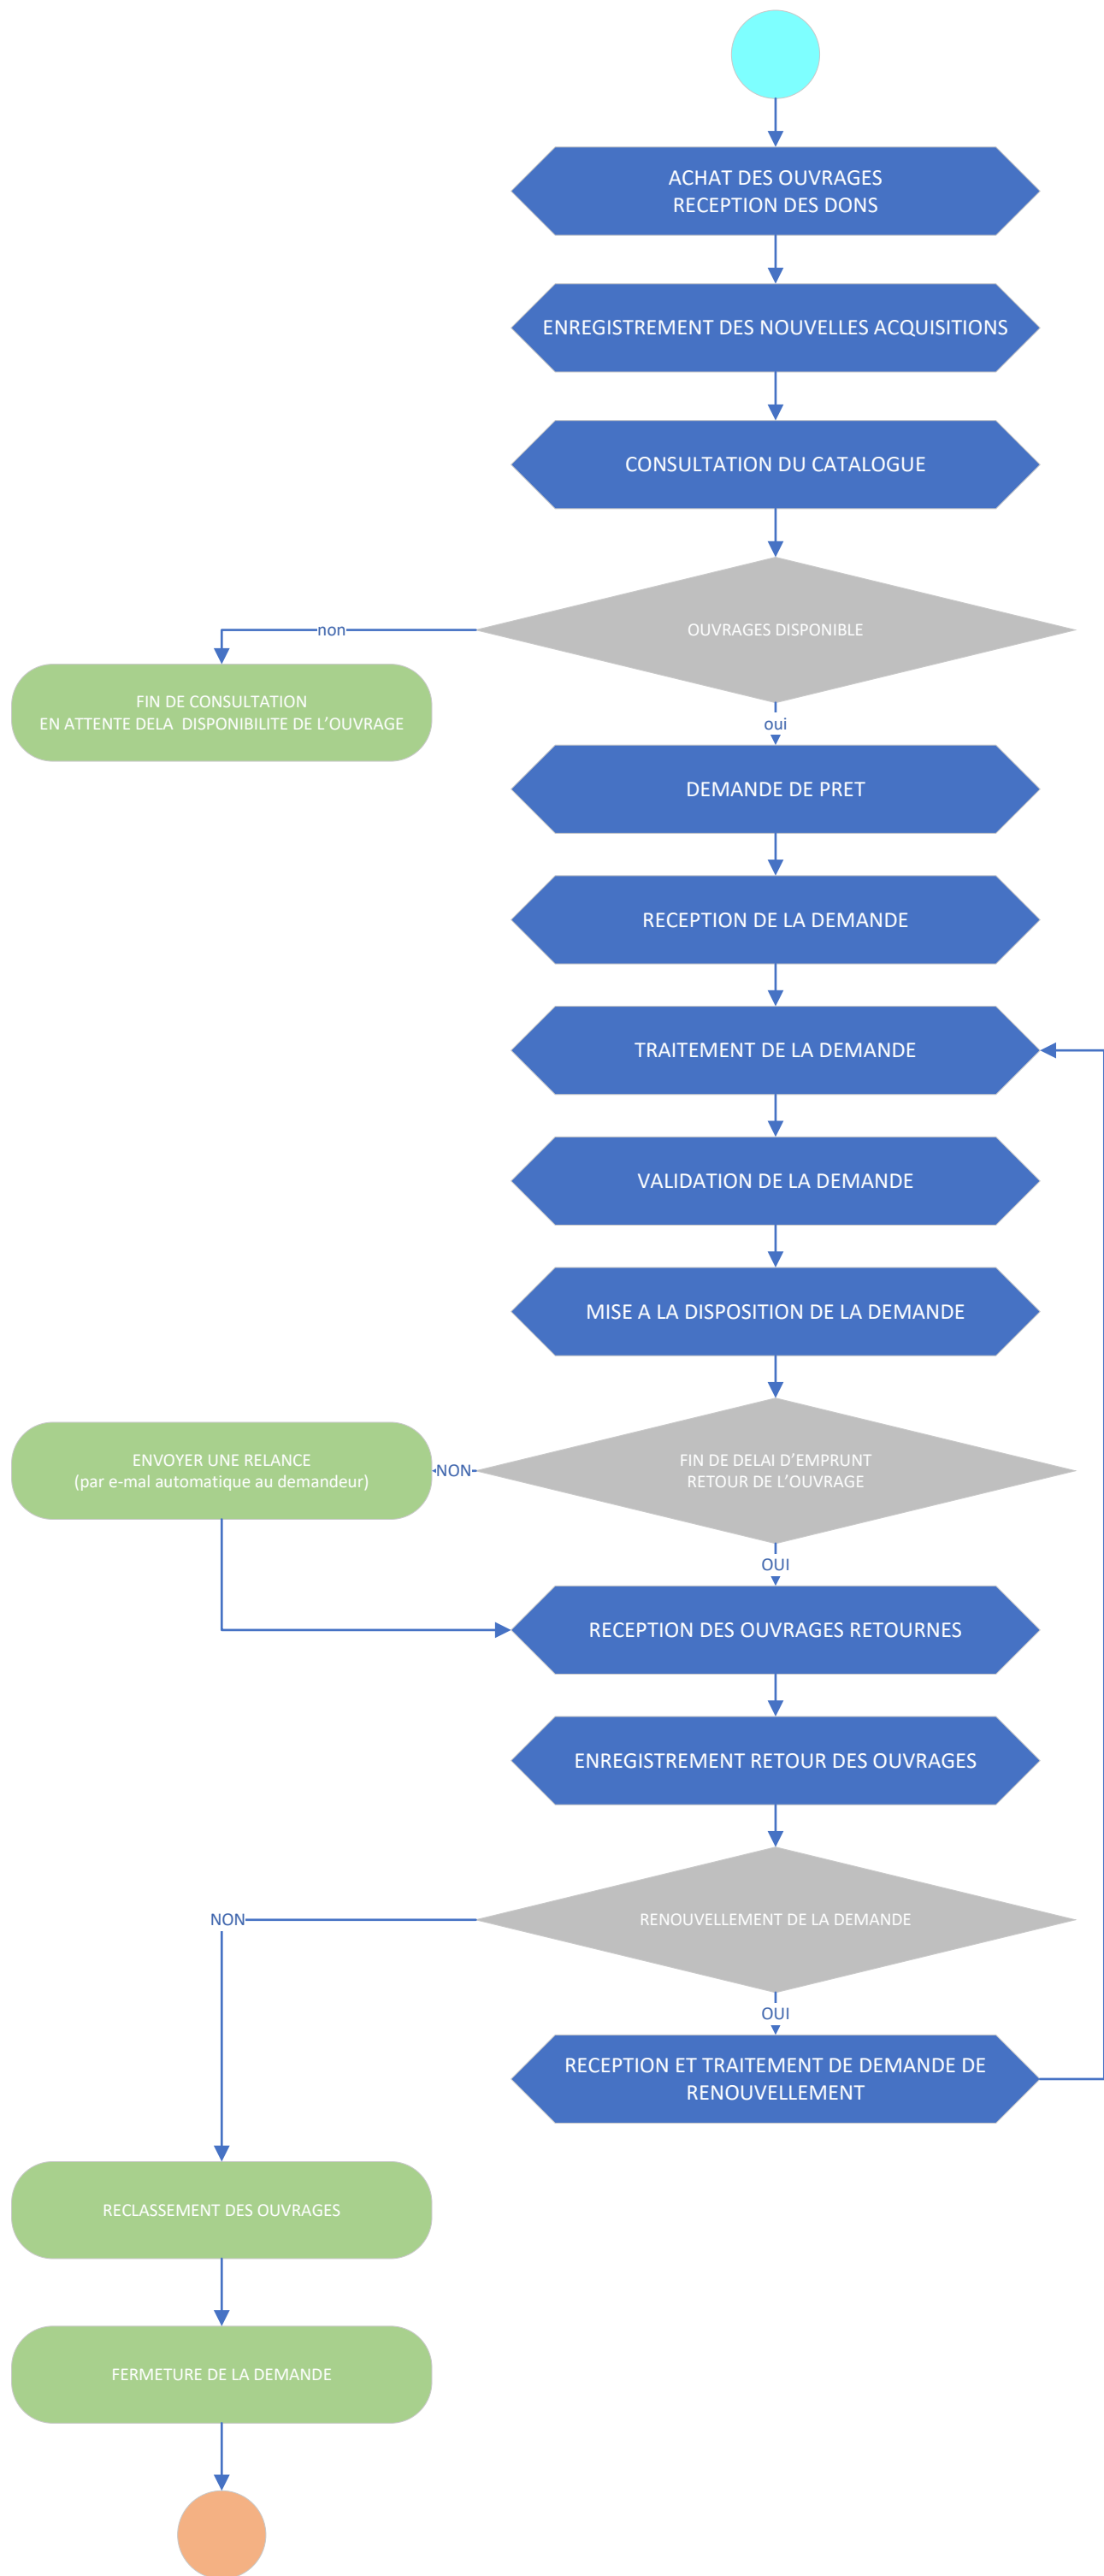 ACHAT DES OUVRAGES
RECEPTION DES DONS
ENREGISTREMENT DES NOUVELLES ACQUISITIONS
CONSULTATION DU CATALOGUE
OUVRAGES DISPONIBLE
non
FIN DE CONSULTATION
EN ATTENTE DELA  DISPONIBILITE DE L’OUVRAGE
oui
DEMANDE DE PRET
RECEPTION DE LA DEMANDE
TRAITEMENT DE LA DEMANDE
VALIDATION DE LA DEMANDE
MISE A LA DISPOSITION DE LA DEMANDE
FIN DE DELAI D’EMPRUNT
RETOUR DE L’OUVRAGE
NON
ENVOYER UNE RELANCE
(par e-mal automatique au demandeur)
OUI
RECEPTION DES OUVRAGES RETOURNES
ENREGISTREMENT RETOUR DES OUVRAGES
RENOUVELLEMENT DE LA DEMANDE
NON
OUI
RECEPTION ET TRAITEMENT DE DEMANDE DE
RENOUVELLEMENT
RECLASSEMENT DES OUVRAGES
FERMETURE DE LA DEMANDE